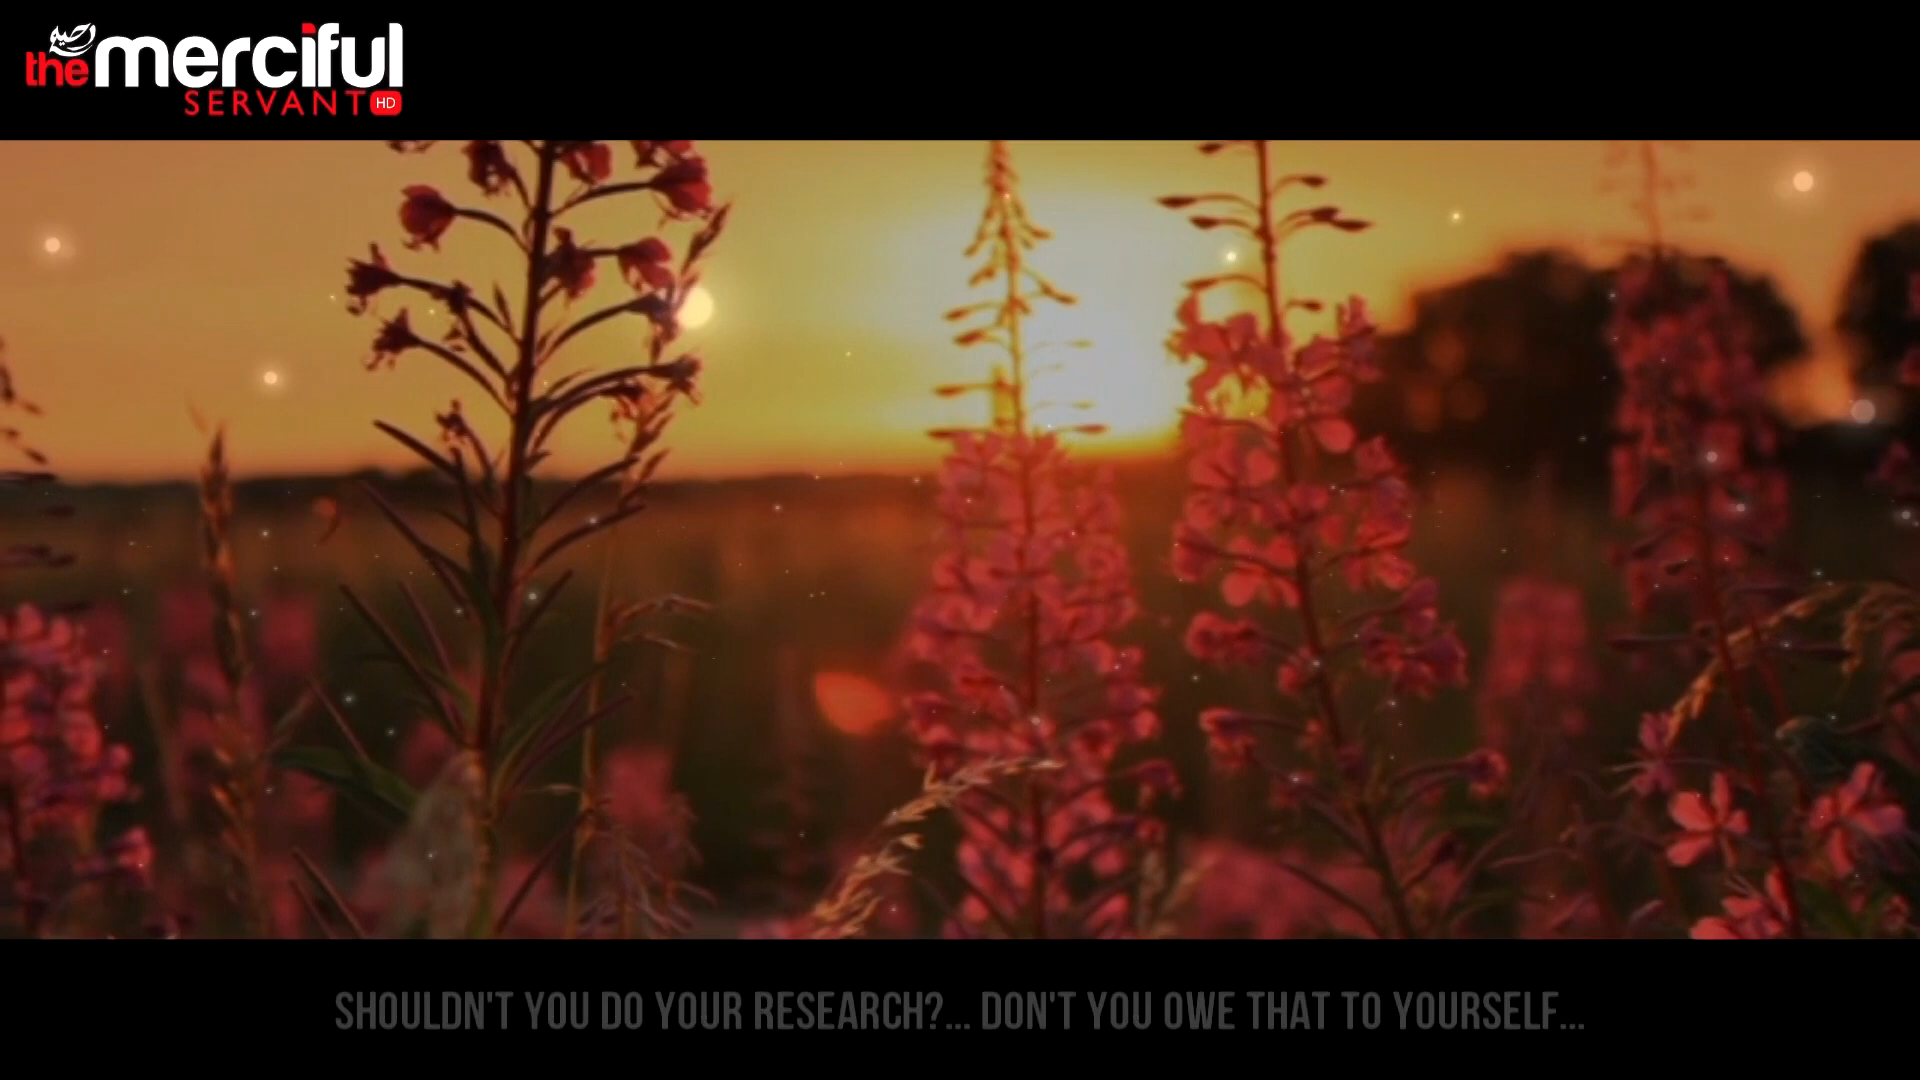 the merciful
SERVANT HD
SHOULDN'T YOU DO YOUR RESEARCH?... DON'T YOU OWE THAT TO YOURSELF...